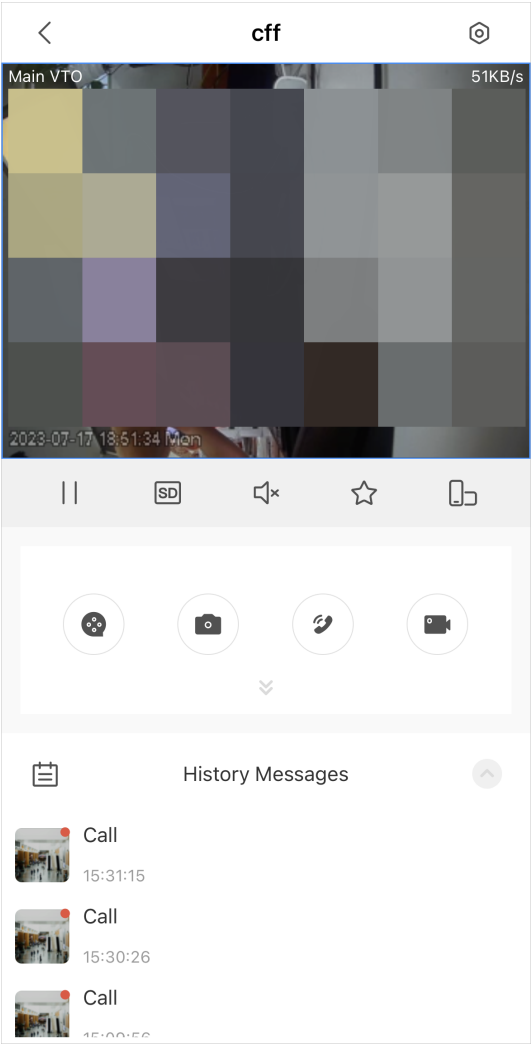 cff
Main VTO 51KB/s
2023-07-17 18:51:34 Mon
SD
History Messages
Call
15:31:15
Call
15:30:26
Call